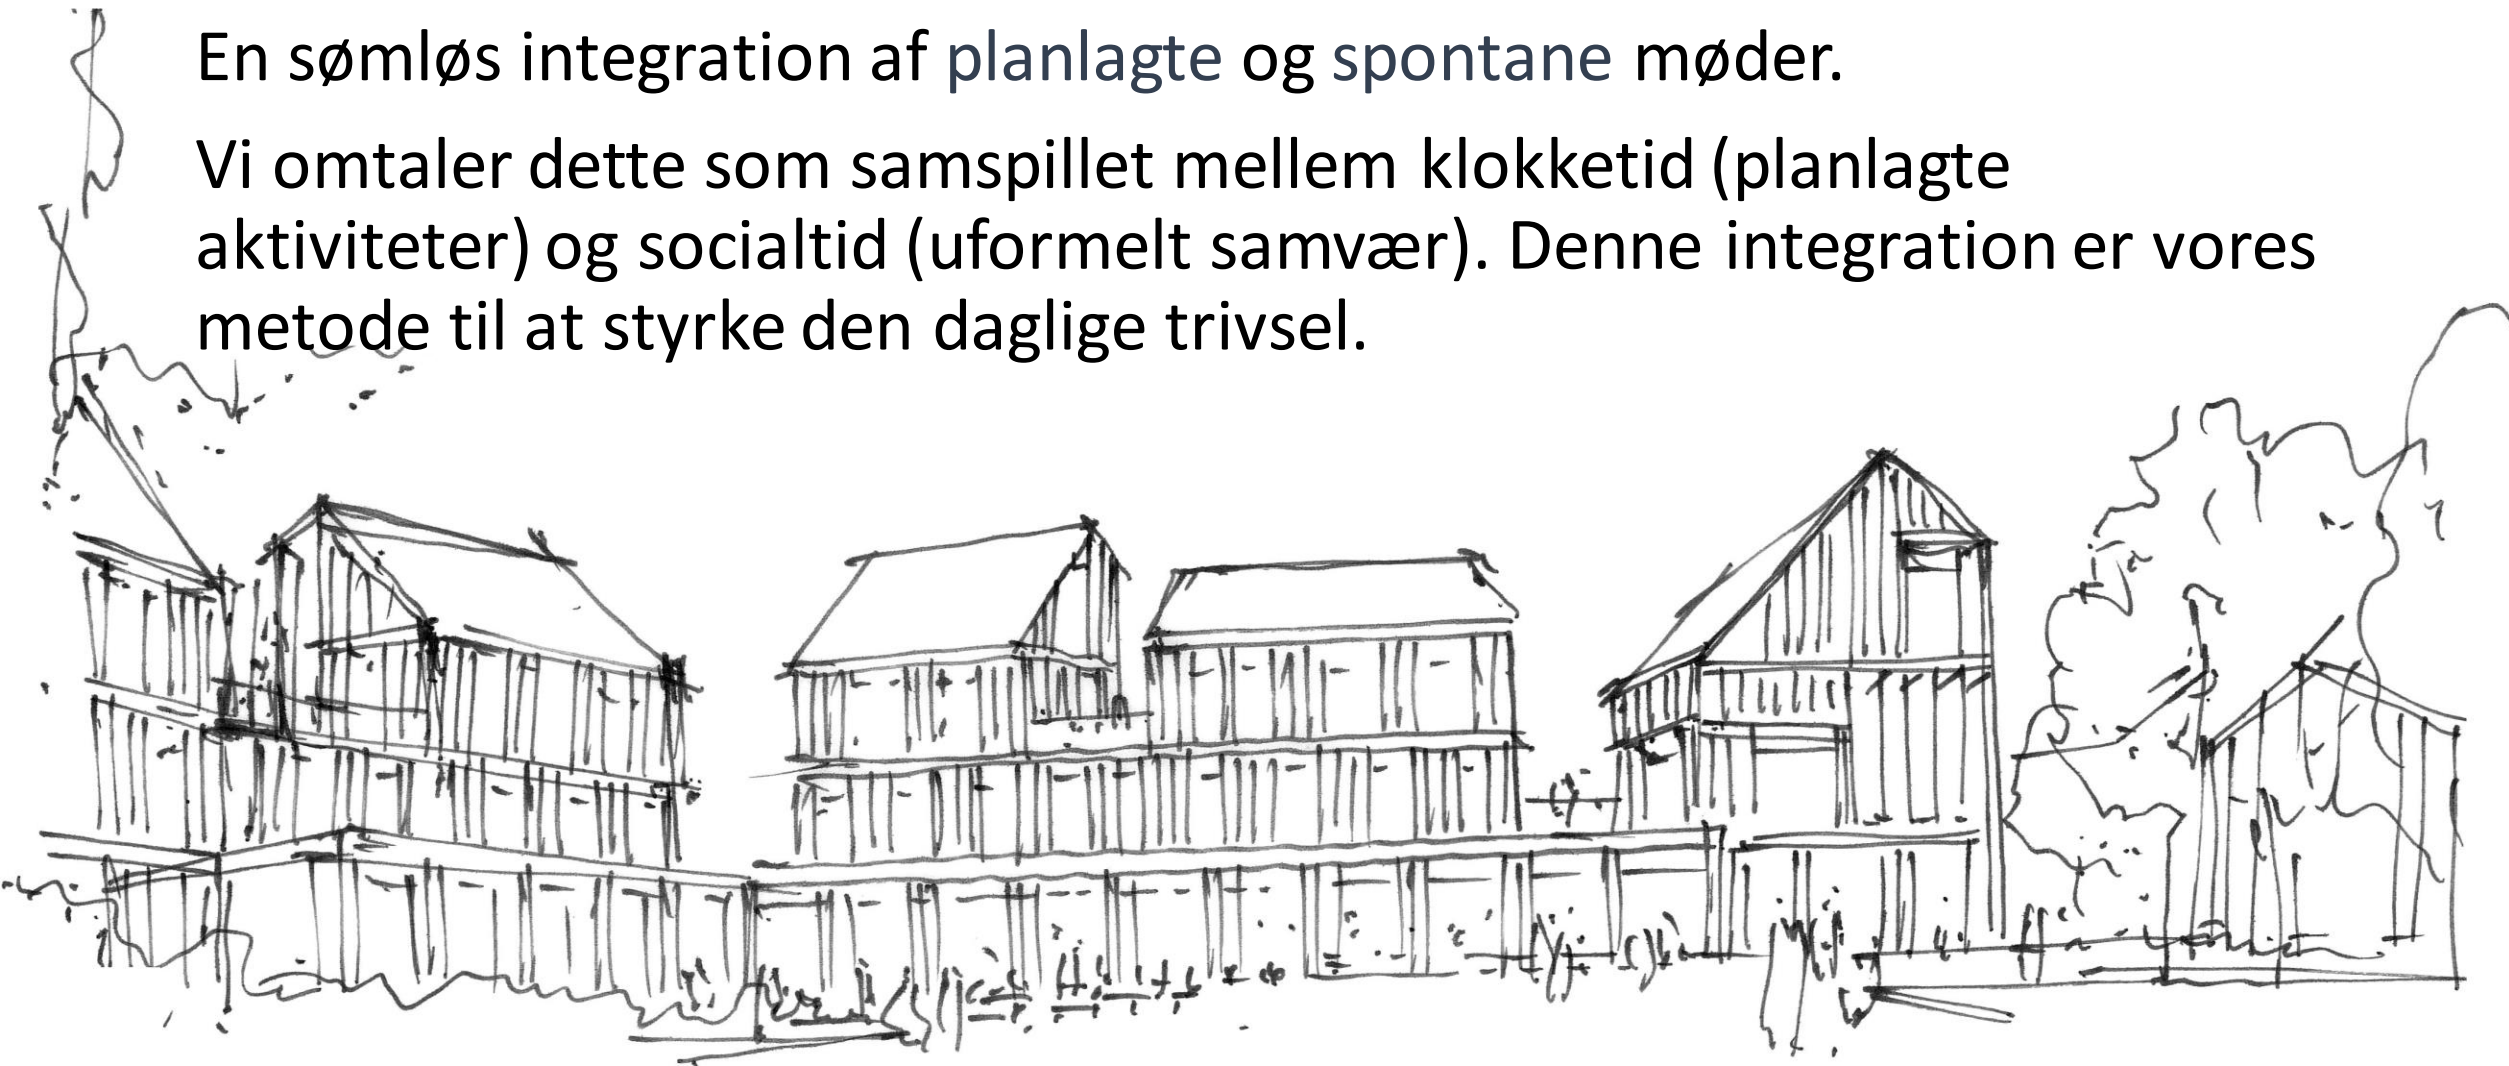 En sømløs integration af planlagte og spontane møder.
Vi omtaler dette som samspillet mellem klokketid (planlagte
aktiviteter) og socialtid (uformelt samvær). Denne integration er vores
metode til at styrke den daglige trivsel.